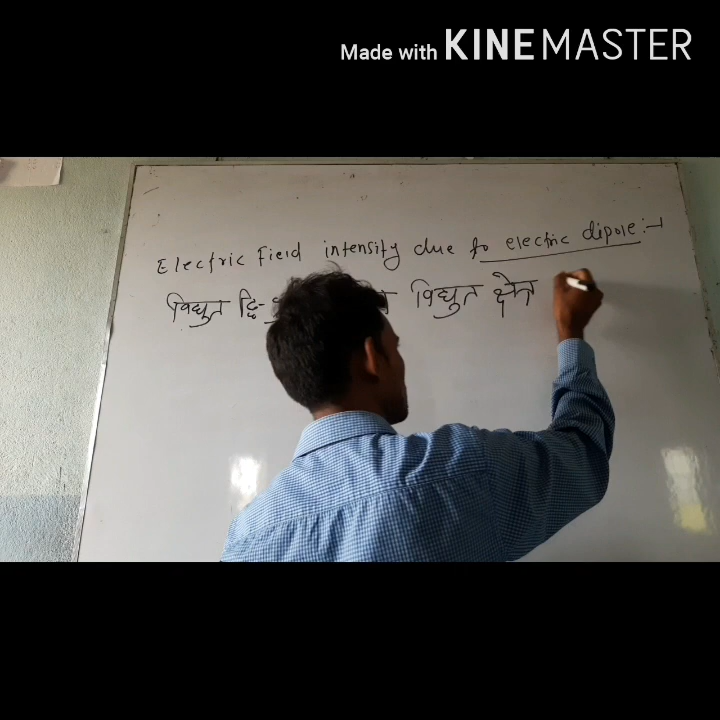 Made with KINEMASTER
Electric Field intensity due to electric dipole:-
विद्युत द्वि- विद्युत क्षेत्र